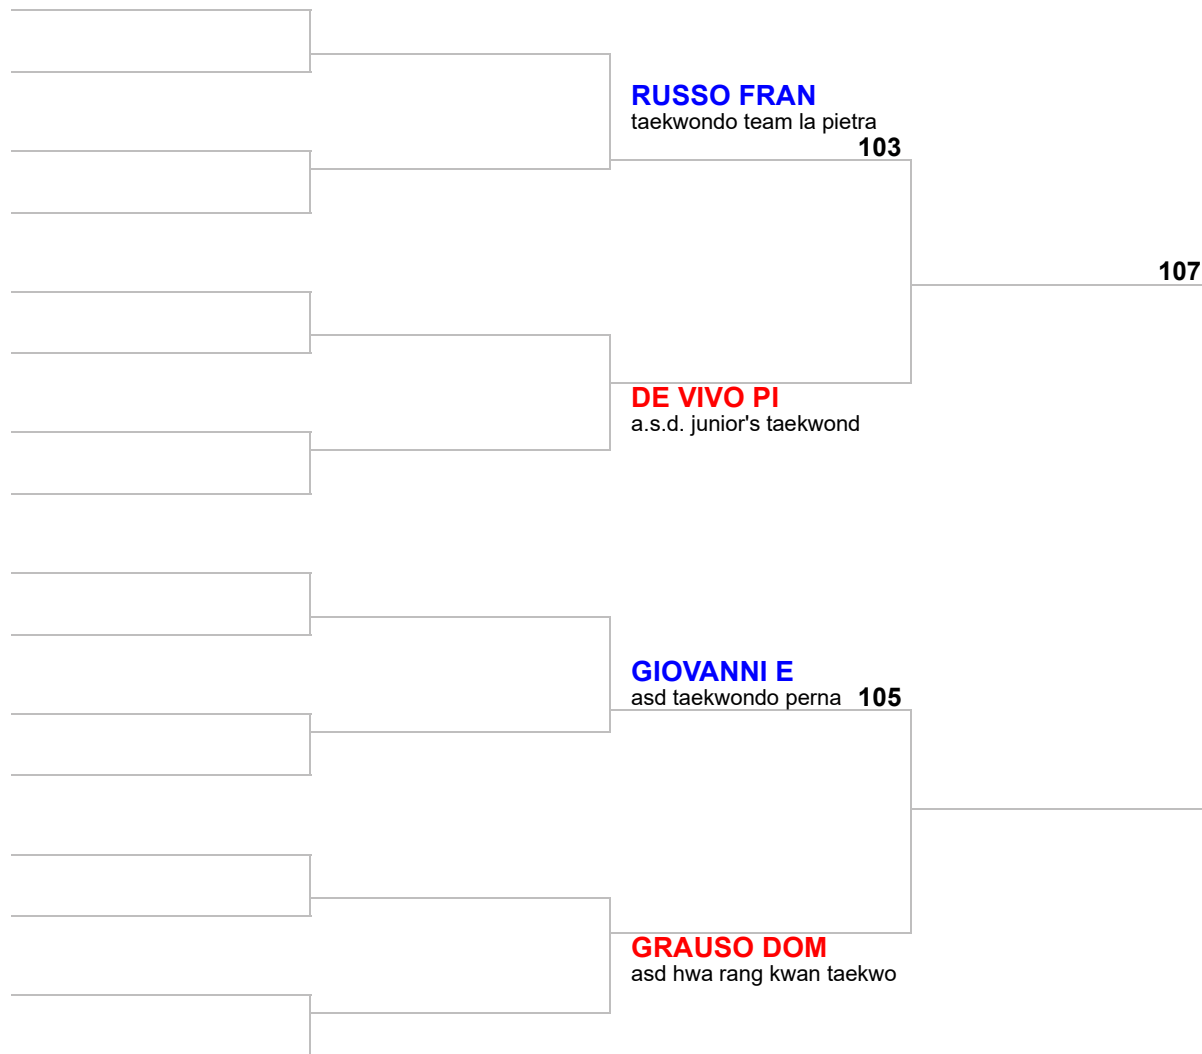 RUSSO FRAN
taekwondo team la pietra
103
107
DE VIVO PI
a.s.d. junior's taekwond
GIOVANNI E
asd taekwondo perna 105
GRAUSO DOM
asd hwa rang kwan taekwo